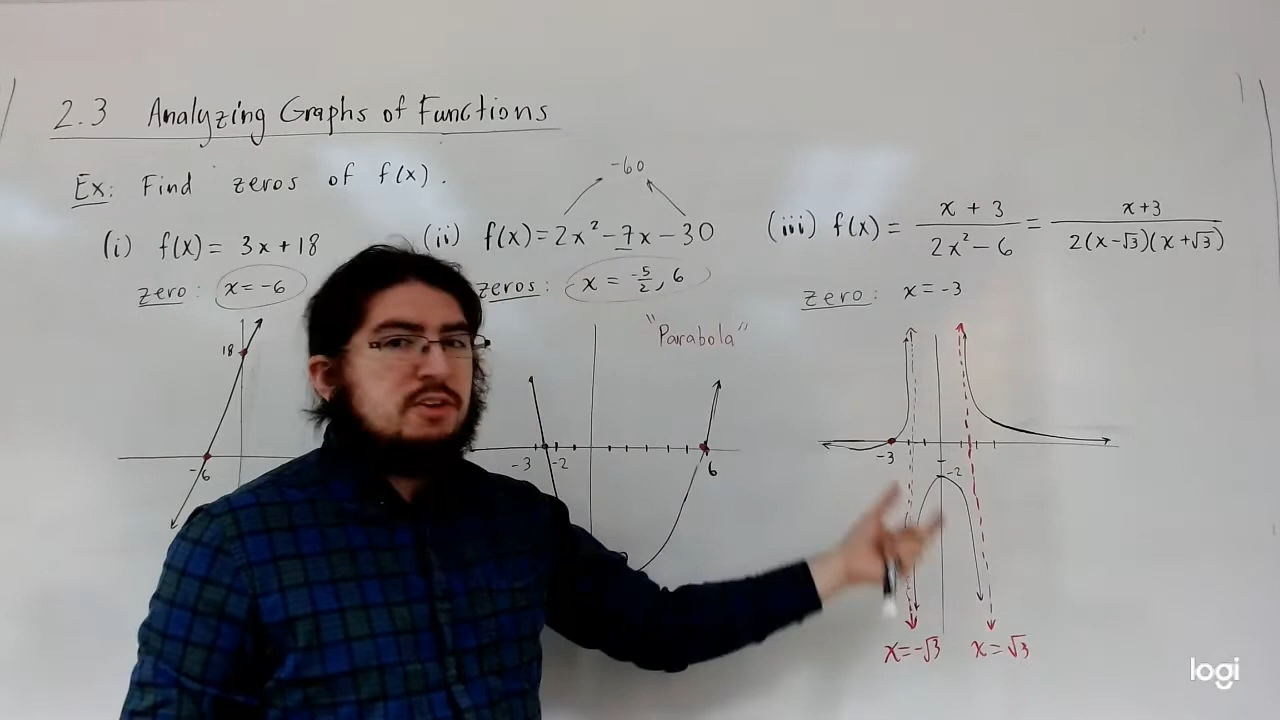 2.3 Analyzing Graphs of Functions
Ex: Find zeros of f(x).
(i) f(x) = 3x + 18
zero: x = -6
18
-6
-60
(ii) f(x) = 2x² - 7x - 30
zeros: x = -5/2, 6
"Parabola"
-3 -2 6
(iii) f(x) = (x + 3)/(2x² - 6) = (x+3)/(2(x-√3)(x+√3))
zero: x = -3
-3
-2
x=-√3 x=√3
logi